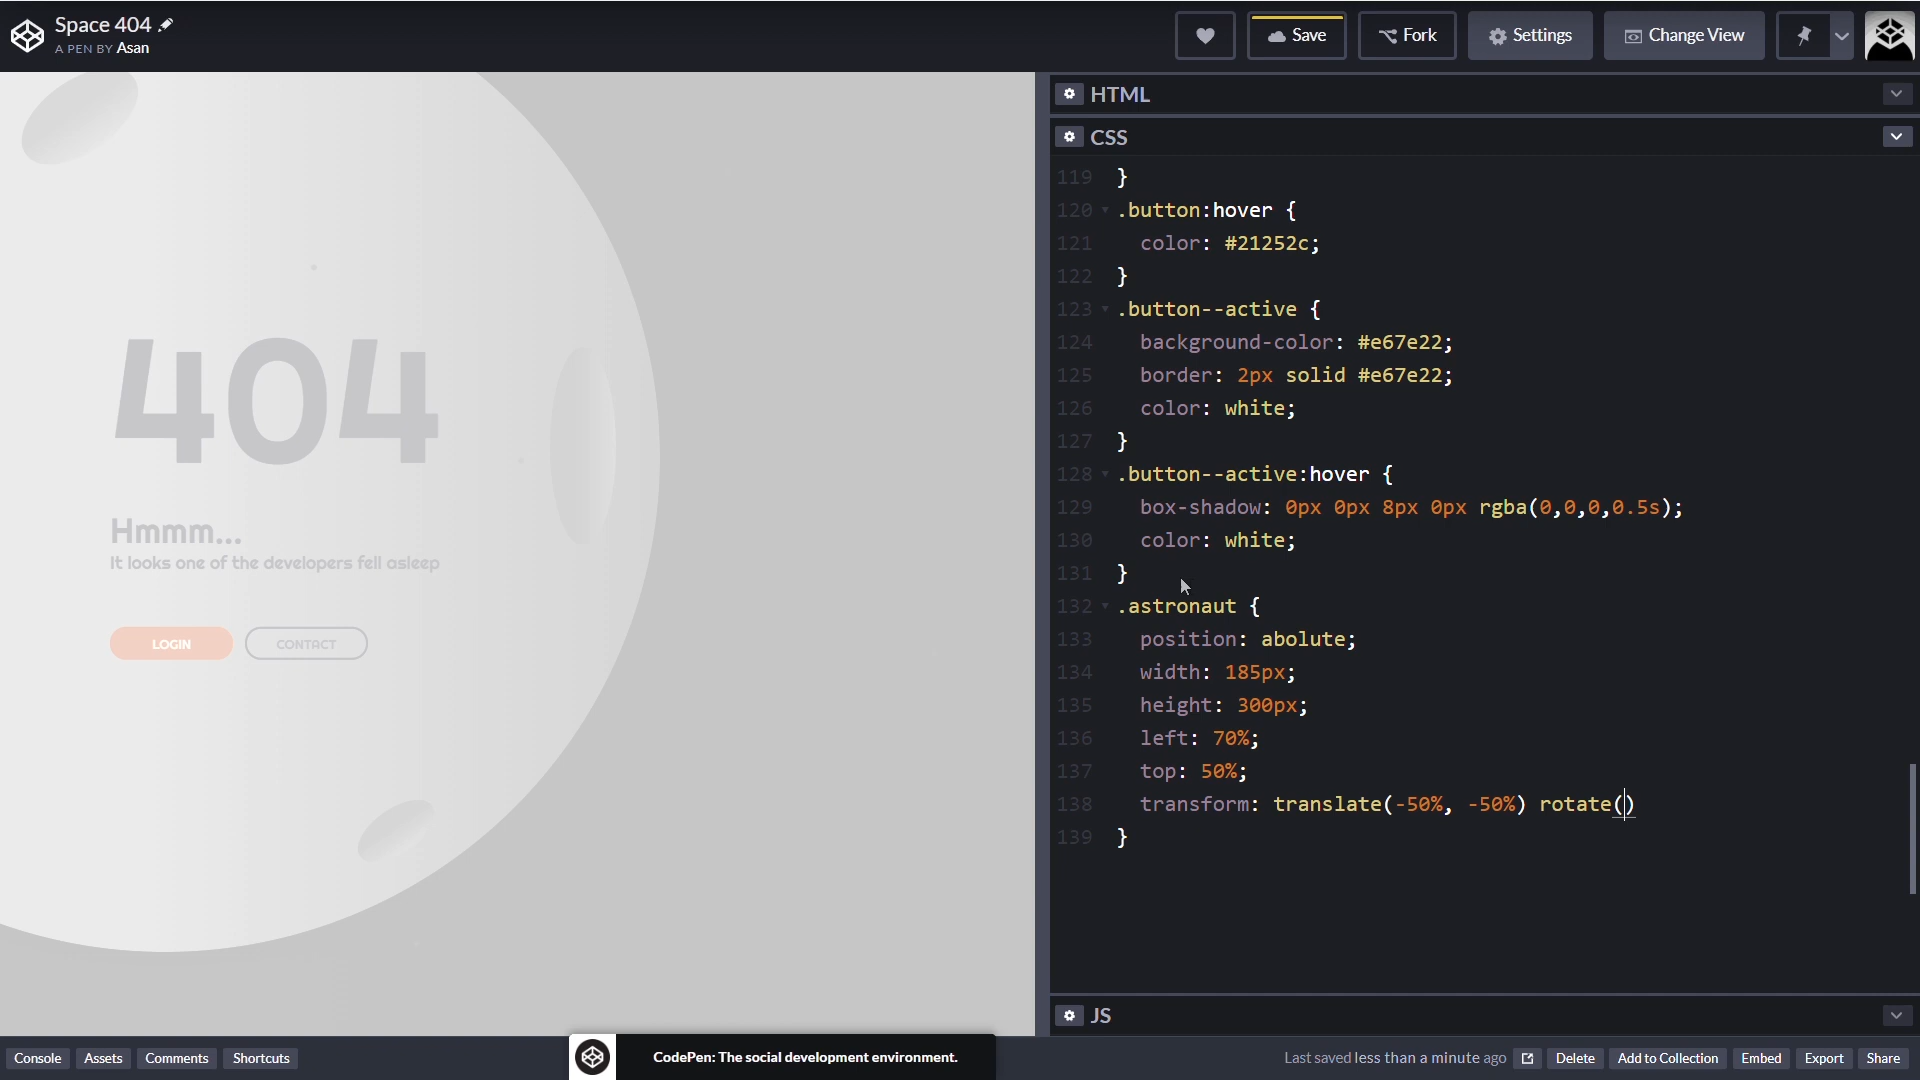 Space 404
A PEN BY Asan
Save
Fork
Settings
Change View
HTML
CSS
119 }
120 .button:hover {
121 color: #21252c;
122 }
123 .button--active {
124 background-color: #e67e22;
125 border: 2px solid #e67e22;
126 color: white;
127 }
128 .button--active:hover {
129 box-shadow: 0px 0px 8px 0px rgba(0,0,0,0.5s);
130 color: white;
131 }
132 .astronaut {
133 position: abolute;
134 width: 185px;
135 height: 300px;
136 left: 70%;
137 top: 50%;
138 transform: translate(-50%, -50%) rotate()
139 }
404
Hmmm...
It looks one of the developers fell asleep
LOGIN
CONTACT
JS
Console
Assets
Comments
Shortcuts
CodePen: The social development environment.
Last saved less than a minute ago
Delete
Add to Collection
Embed
Export
Share